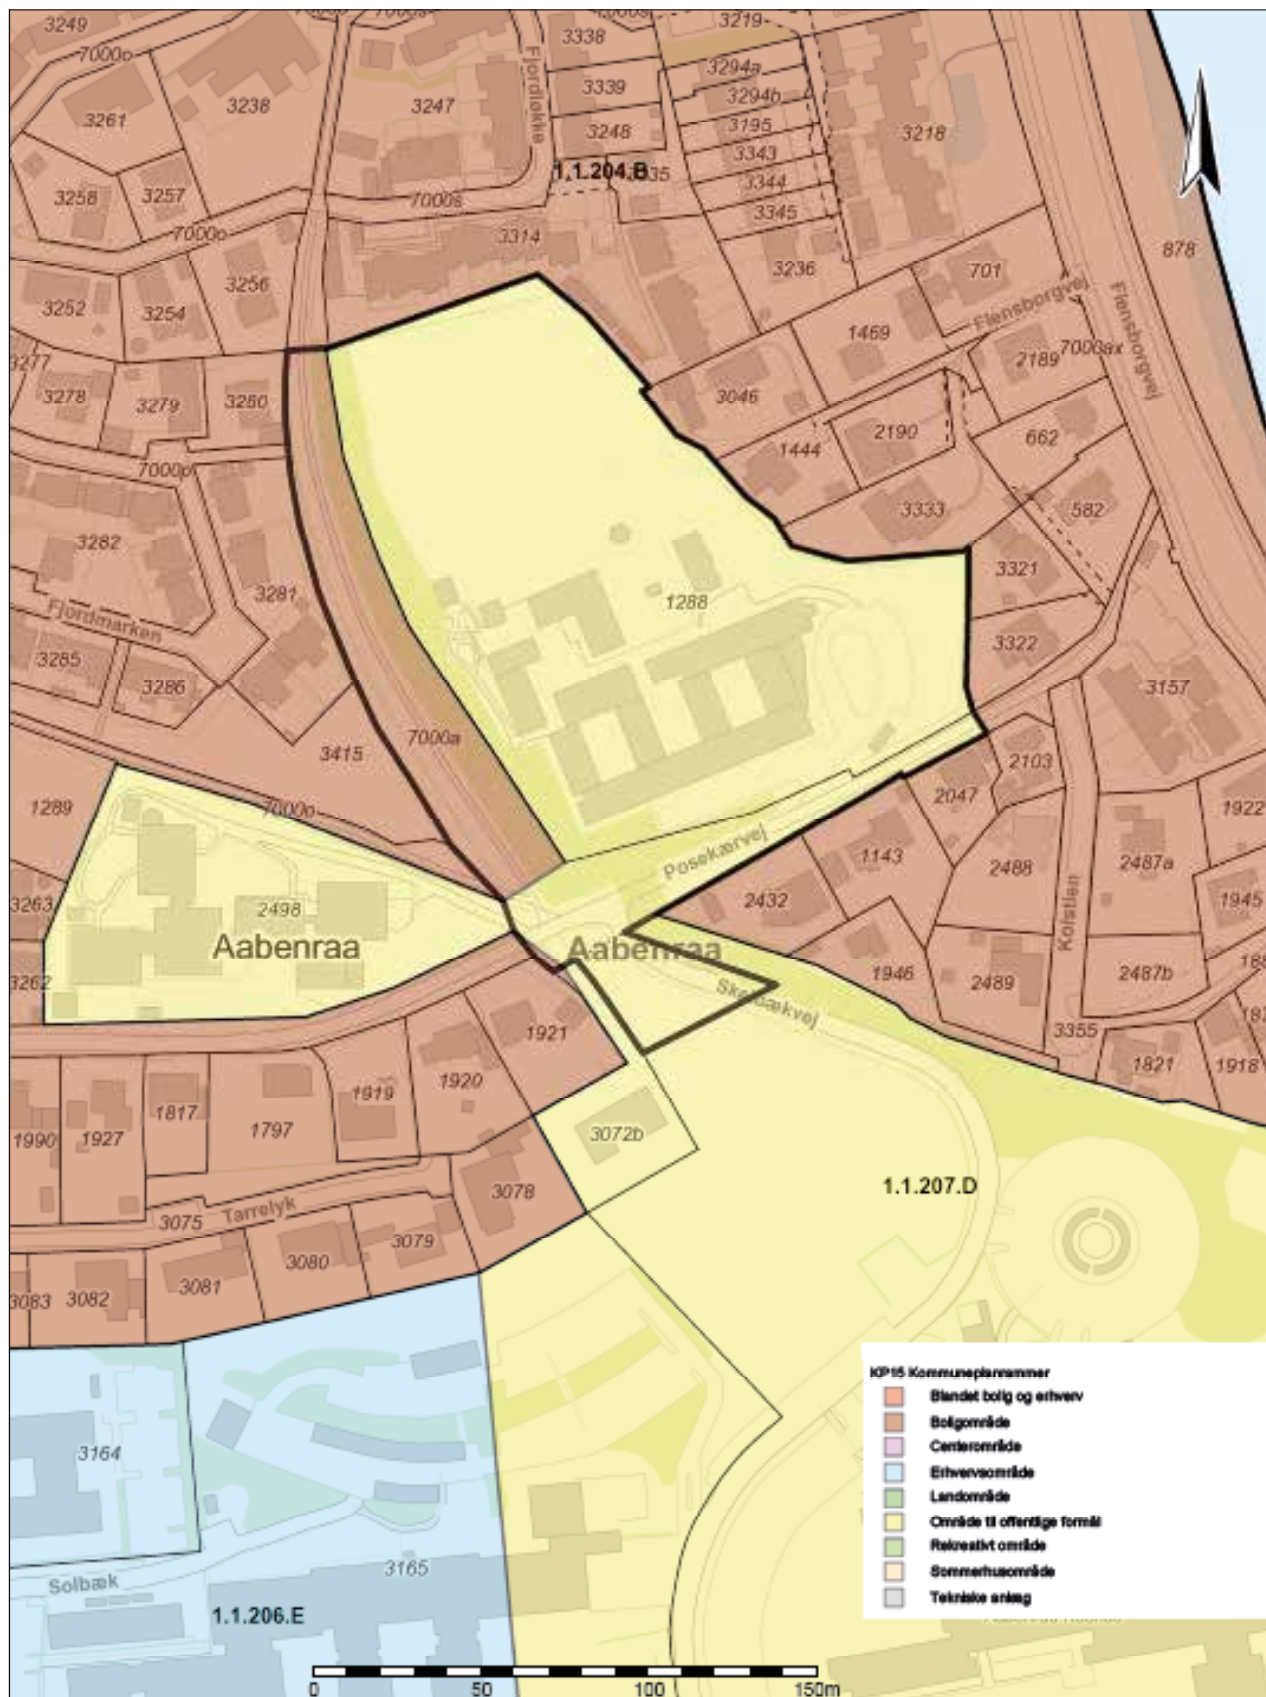 3249
7000o
7000s
3338
3219
3261
3238
3247
Fjordløkke
3339
3294a
3294b
3248
3195
3218
3343
1.1.204.B
3344
3258
3257
7000s
3345
7000o
3314
3236
878
701
3252
3254
3256
Flensborgvej
Flensborgvej
1469
2189
7000ax
3277
3278
3279
3280
3046
2190
662
1444
7000p
3333
582
3282
3321
3281
1288
Fjordmarken
3322
3285
3286
3157
3415
7000a
2103
1289
7000o
2047
1922
Posekærvej
1143
2488
2487a
3263
2498
2432
1945
Kolstien
Aabenraa
Aabenraa
1946
2489
2487b
3262
1921
3355
1821
1918
1920
1919
1990
1927
1817
1797
3072b
1.1.207.D
3078
3075
Tarrelyk
3079
3080
3081
3083
3082
KP15 Kommuneplanrammer
Blandet bolig og erhverv
Boligområde
Centerområde
Erhvervsområde
Landområde
Område til offentlige formål
Rekreativt område
Sommerhusområde
Tekniske anlæg
3164
3165
Solbæk
1.1.206.E
0 50 100 150m